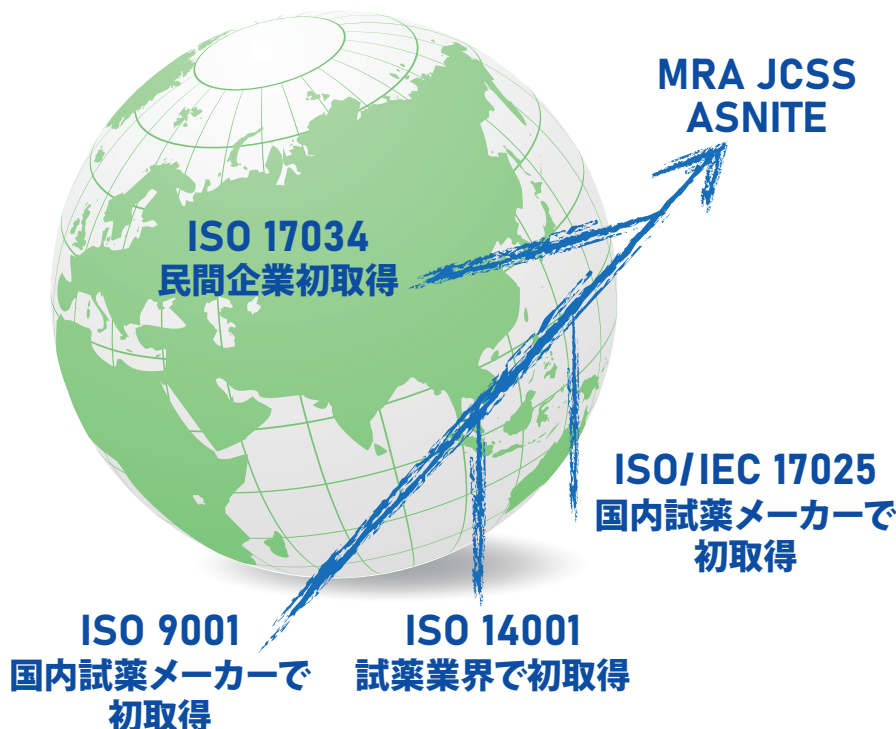 MRA JCSS
ASNITE
ISO 17034
民間企業初取得
ISO/IEC 17025
国内試薬メーカーで
初取得
ISO 9001
国内試薬メーカーで
初取得
ISO 14001
試薬業界で初取得